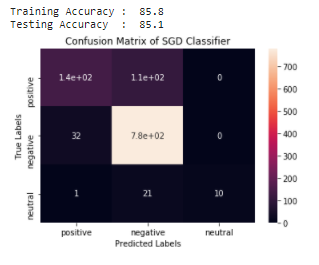 Training Accuracy :  85.8
Testing Accuracy  :  85.1
Confusion Matrix of SGD Classifier
True Labels
positive
1.4e+02 1.1e+02 0
negative
32 7.8e+02 0
neutral
1 21 10
positive negative neutral
Predicted Labels
700
600
500
400
300
200
100
0